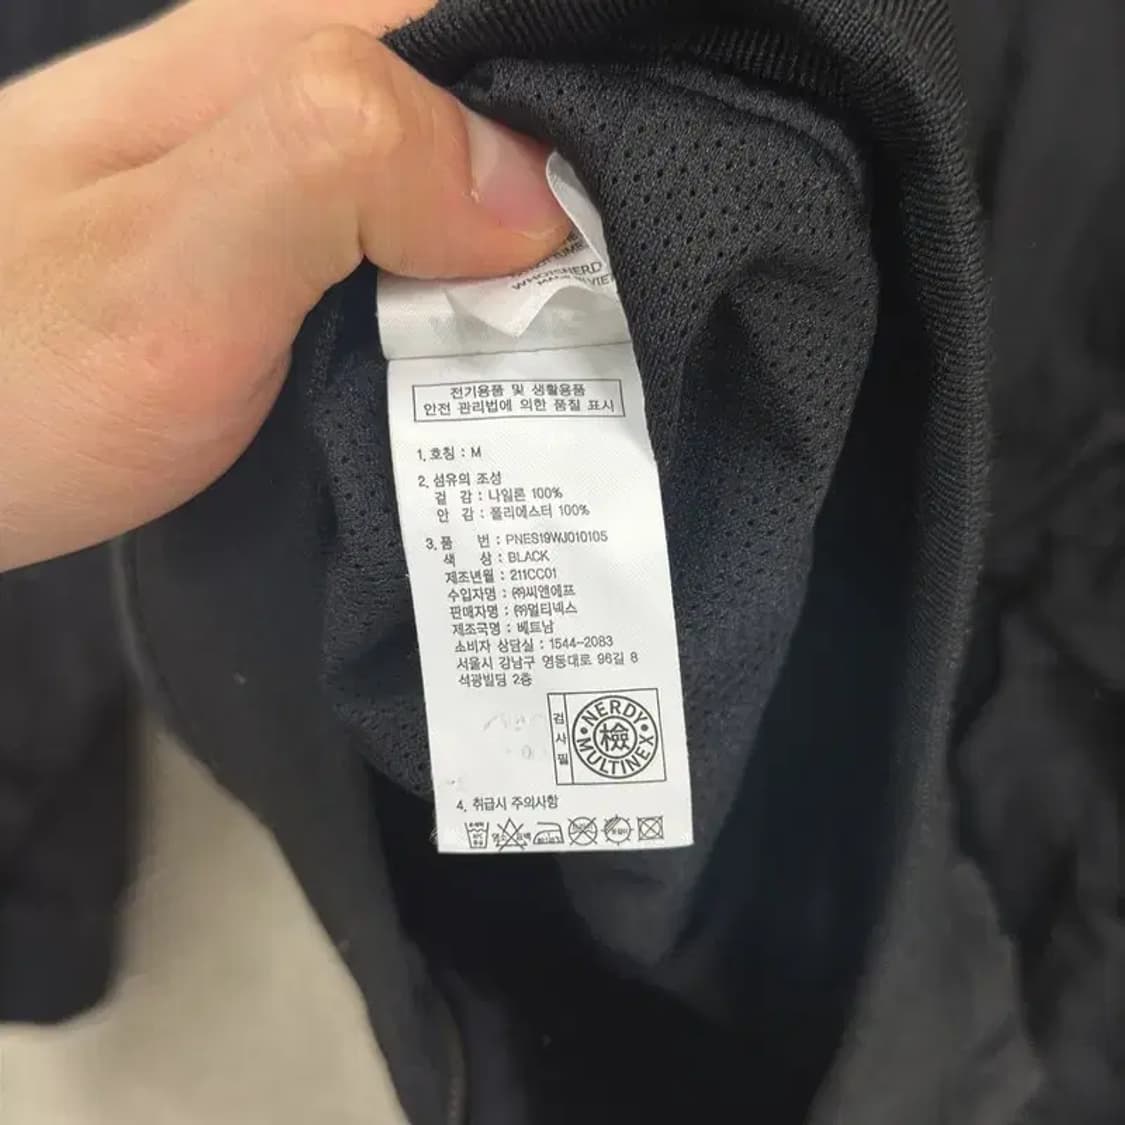 WHOISNERD
전기용품 및 생활용품
안전 관리법에 의한 품질 표시
1. 호칭 : M
2. 섬유의 조성
겉 감 : 나일론 100%
안 감 : 폴리에스터 100%
3. 품 번 : PNES19WJ010105
색 상 : BLACK
제조년월 : 211CC01
수입자명 : ㈜씨앤에프
판매자명 : ㈜멀티넥스
제조국명 : 베트남
소비자 상담실 : 1544-2083
서울시 강남구 영동대로 96길 8
석광빌딩 2층
검사필
NERDY
檢
MULTINEX
4. 취급시 주의사항